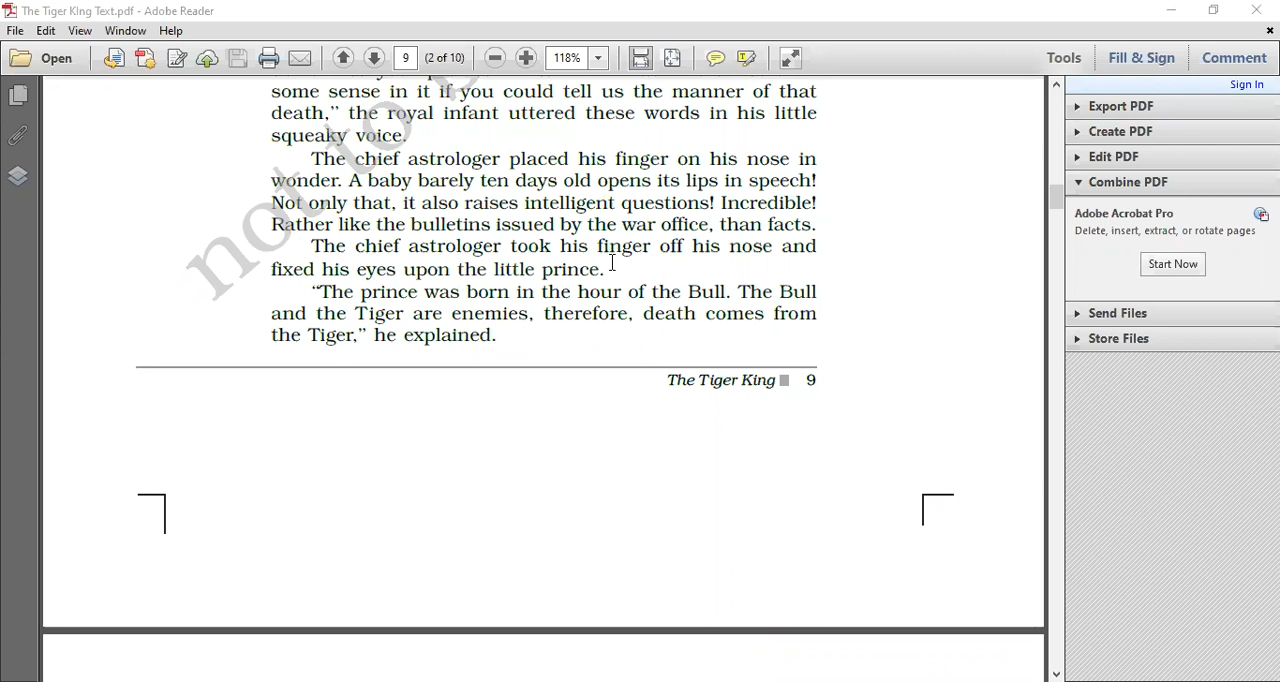 The Tiger King Text.pdf - Adobe Reader
File Edit View Window Help
Open 9 (2 of 10) 118% Tools Fill & Sign Comment
Sign In
some sense in it if you could tell us the manner of that
death,” the royal infant uttered these words in his little
squeaky voice.
The chief astrologer placed his finger on his nose in
wonder. A baby barely ten days old opens its lips in speech!
Not only that, it also raises intelligent questions! Incredible!
Rather like the bulletins issued by the war office, than facts.
The chief astrologer took his finger off his nose and
fixed his eyes upon the little prince.
“The prince was born in the hour of the Bull. The Bull
and the Tiger are enemies, therefore, death comes from
the Tiger,” he explained.
The Tiger King 9
not to
Export PDF
Create PDF
Edit PDF
Combine PDF
Adobe Acrobat Pro
Delete, insert, extract, or rotate pages
Start Now
Send Files
Store Files